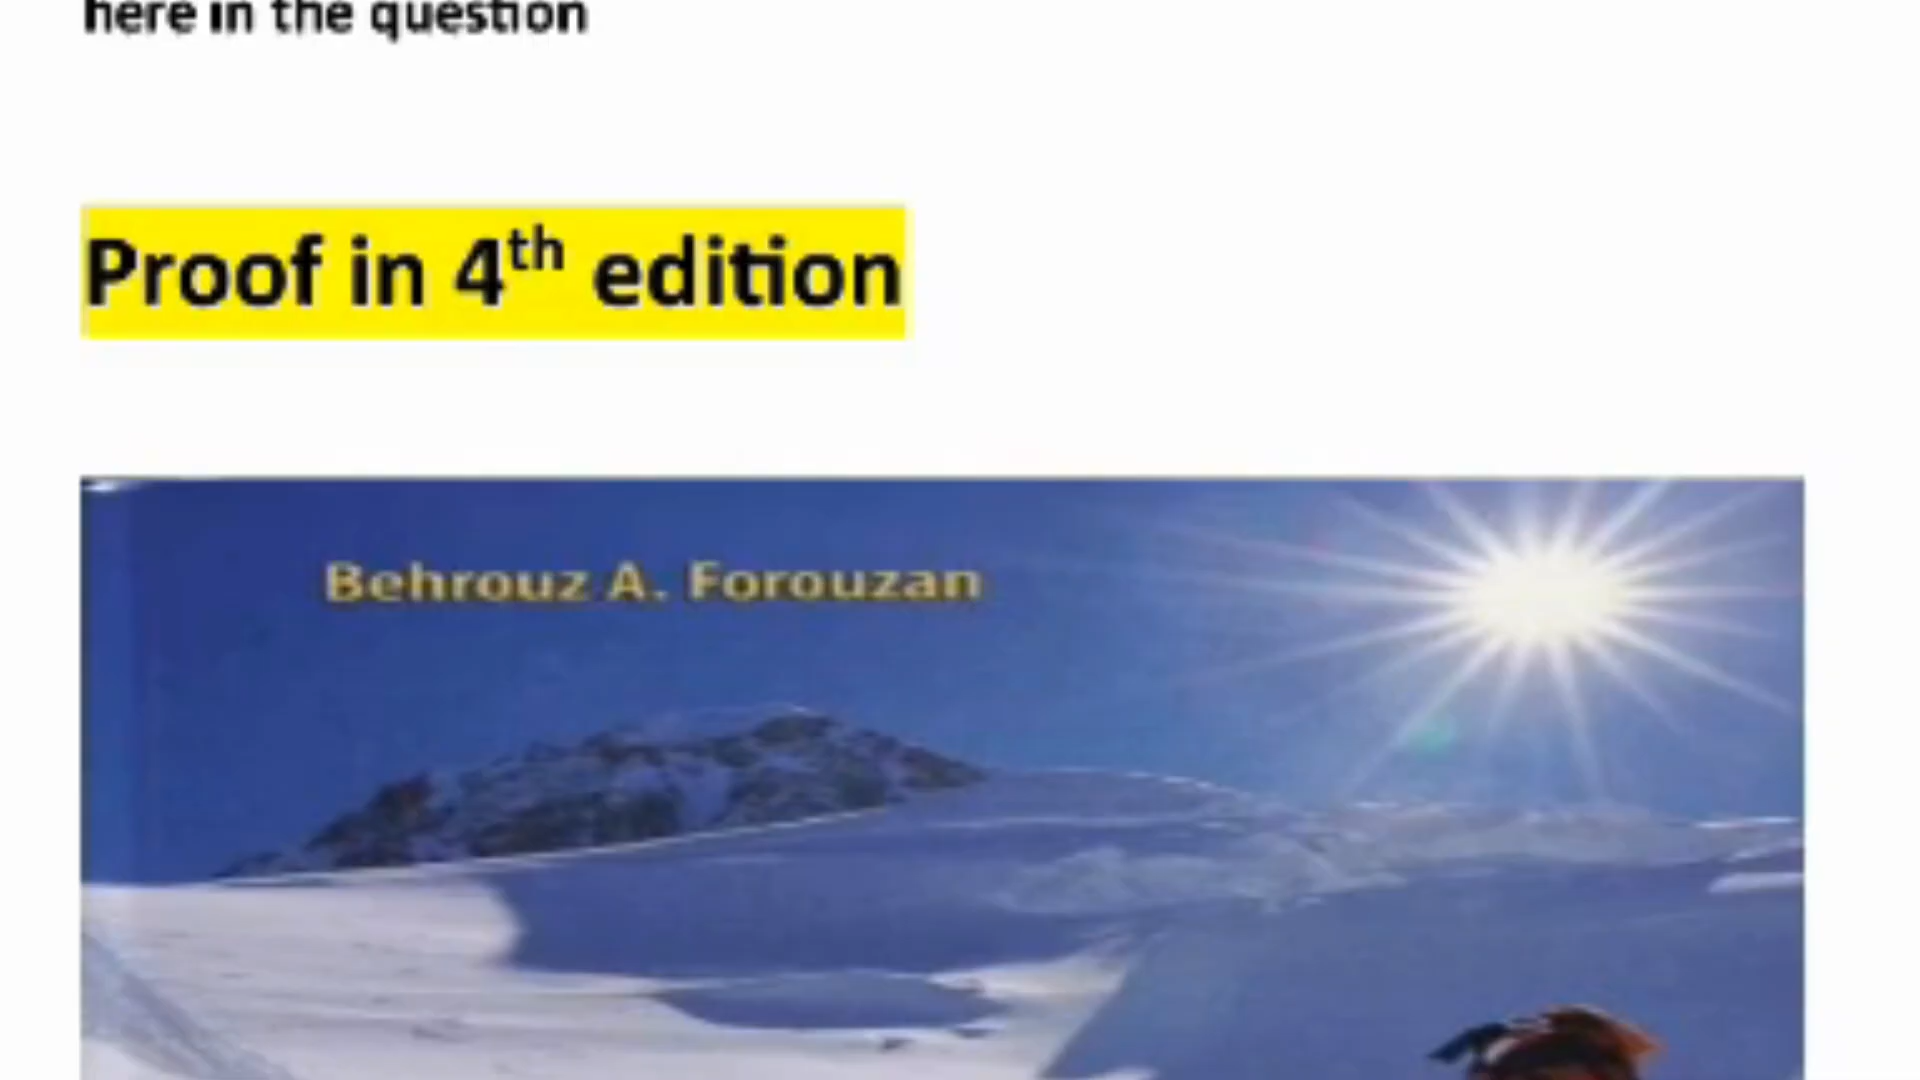 here in the question
Proof in 4th edition
Behrouz A. Forouzan